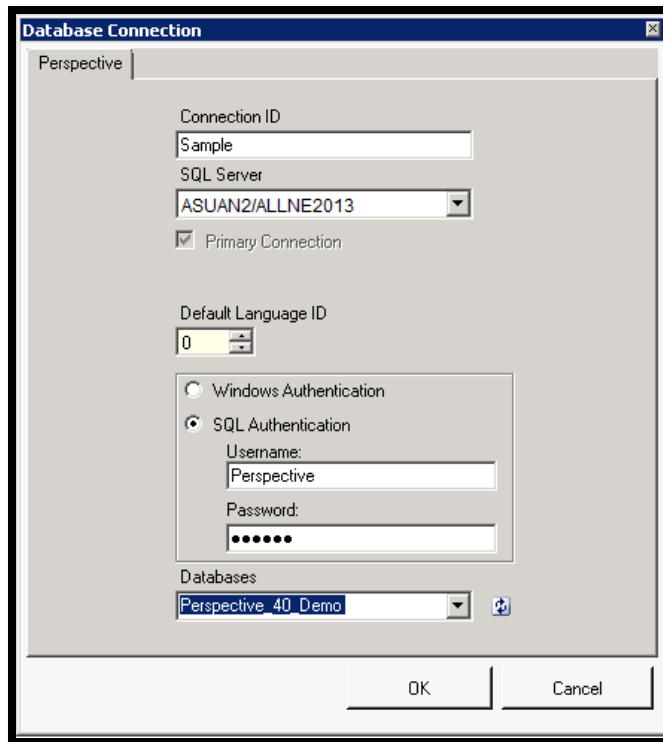 Database Connection
Perspective
Connection ID
Sample
SQL Server
ASUAN2/ALLNE2013
Primary Connection
Default Language ID
0
Windows Authentication
SQL Authentication
Username:
Perspective
Password:
●●●●●●
Databases
Perspective_40_Demo
OK Cancel